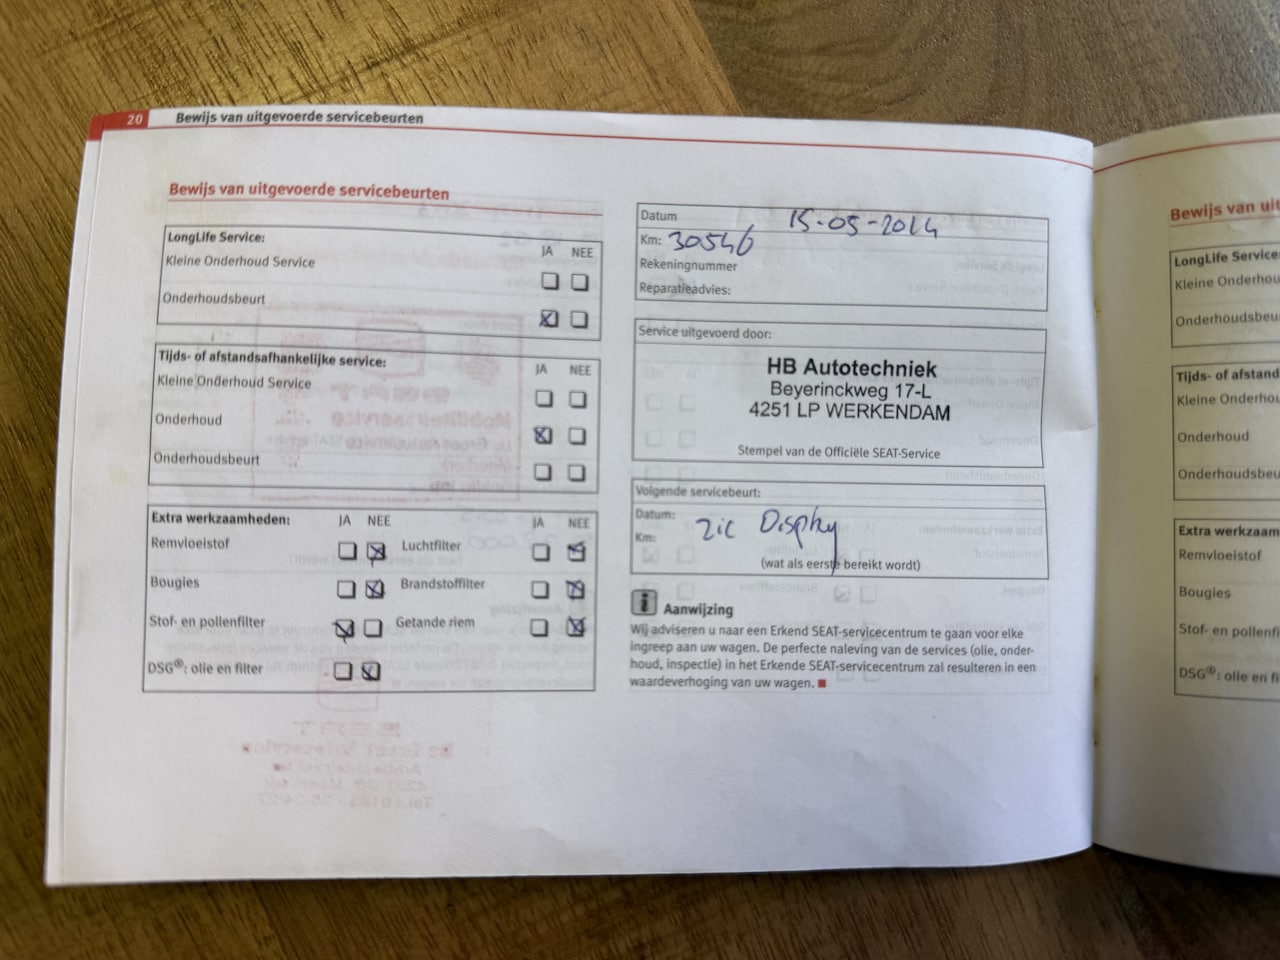 20 Bewijs van uitgevoerde servicebeurten
Bewijs van uitgevoerde servicebeurten
LongLife Service:
JA NEE
Kleine Onderhoud Service
Onderhoudsbeurt
Tijds- of afstandsafhankelijke service:
JA NEE
Kleine Onderhoud Service
Onderhoud
Onderhoudsbeurt
Extra werkzaamheden: JA NEE JA NEE
Remvloeistof Luchtfilter
Bougies Brandstoffilter
Stof- en pollenfilter Getande riem
DSG®: olie en filter
Datum 15-05-2014
Km: 30546
Rekeningnummer
Reparatieadvies:
Service uitgevoerd door:
HB Autotechniek
Beyerinckweg 17-L
4251 LP WERKENDAM
Stempel van de Officiële SEAT-Service
Volgende servicebeurt:
Datum: zie Display
Km:
(wat als eerste bereikt wordt)
i Aanwijzing
Wij adviseren u naar een Erkend SEAT-servicecentrum te gaan voor elke
ingreep aan uw wagen. De perfecte naleving van de services (olie, onder-
houd, inspectie) in het Erkende SEAT-servicecentrum zal resulteren in een
waardeverhoging van uw wagen.
Bewijs van uit
LongLife Service:
Kleine Onderhou
Onderhoudsbeur
Tijds- of afstand
Kleine Onderhou
Onderhoud
Onderhoudsbeu
Extra werkzaam
Remvloeistof
Bougies
Stof- en pollenfi
DSG®: olie en fi